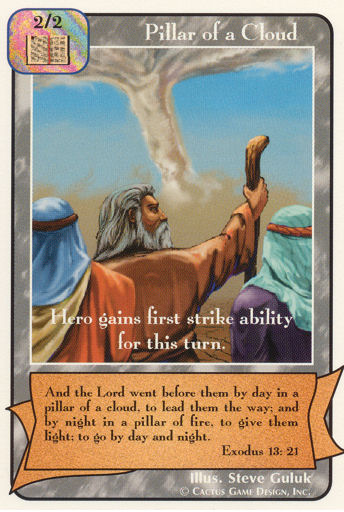 2/2
Pillar of a Cloud
Hero gains first strike ability
for this turn.
And the Lord went before them by day in a
pillar of a cloud, to lead them the way; and
by night in a pillar of fire, to give them
light; to go by day and night.
Exodus 13: 21
Illus. Steve Guluk
© Cactus Game Design, Inc.